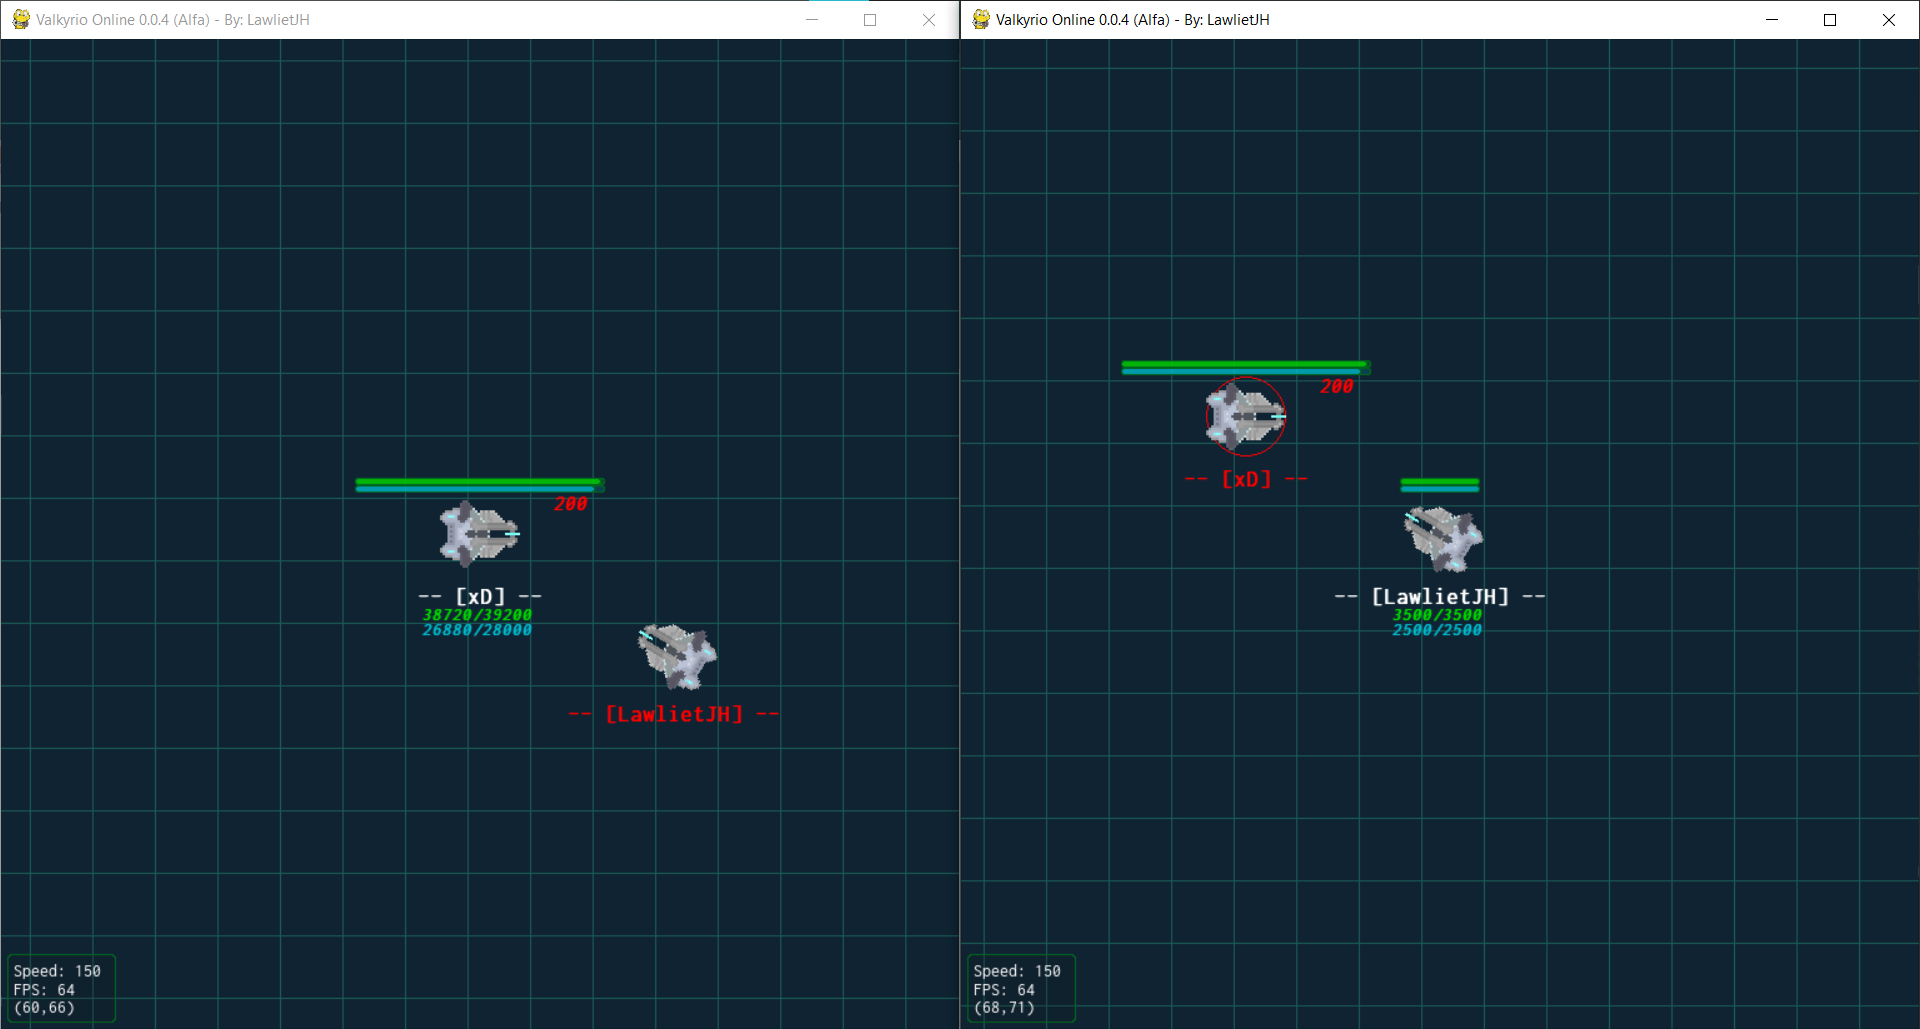 Valkyrio Online 0.0.4 (Alfa) - By: LawlietJH
200
-- [xD] --
38720/39200
26880/28000
-- [LawlietJH] --
Speed: 150
FPS: 64
(60,66)
Valkyrio Online 0.0.4 (Alfa) - By: LawlietJH
200
-- [xD] --
-- [LawlietJH] --
3500/3500
2500/2500
Speed: 150
FPS: 64
(68,71)